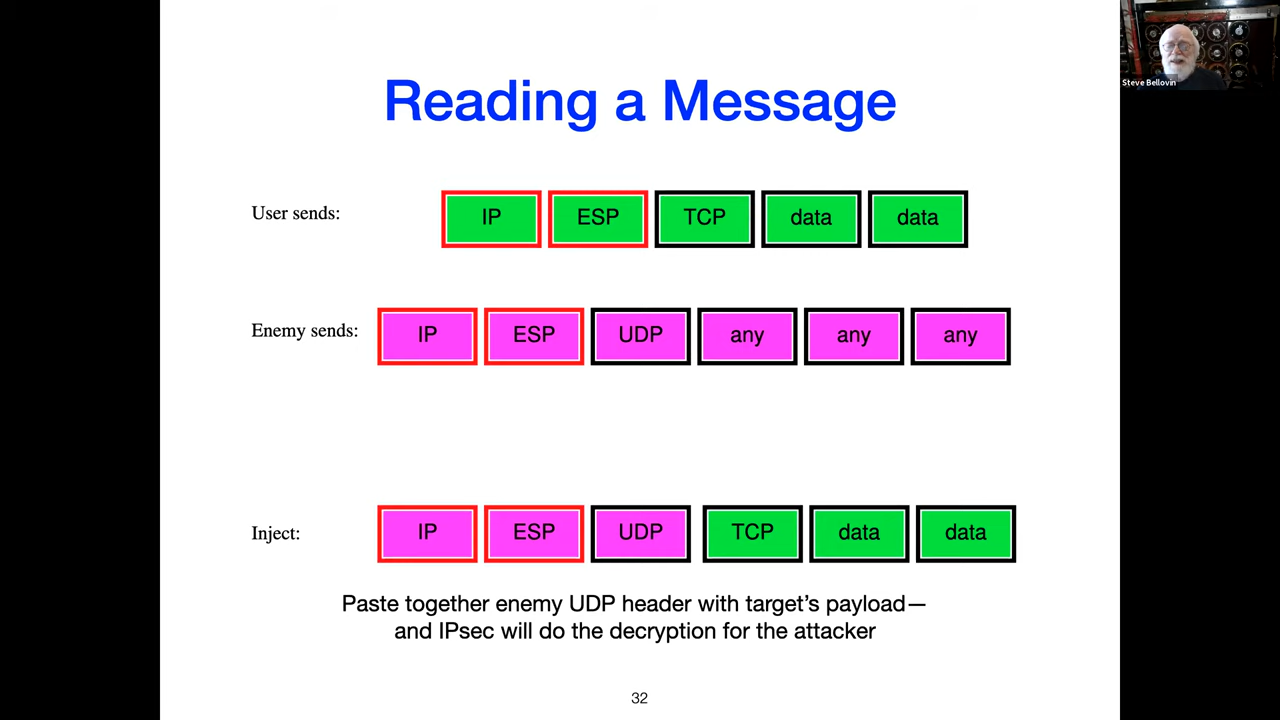 Steve Bellovin
Reading a Message
User sends: IP ESP TCP data data
Enemy sends: IP ESP UDP any any any
Inject: IP ESP UDP TCP data data
Paste together enemy UDP header with target's payload—
and IPsec will do the decryption for the attacker
32